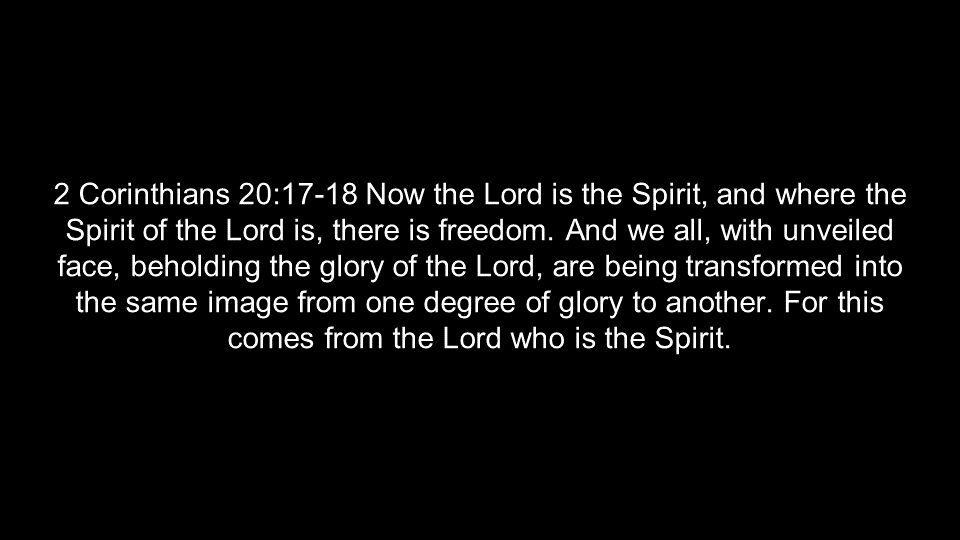 2 Corinthians 20:17-18 Now the Lord is the Spirit, and where the
Spirit of the Lord is, there is freedom. And we all, with unveiled
face, beholding the glory of the Lord, are being transformed into
the same image from one degree of glory to another. For this
comes from the Lord who is the Spirit.